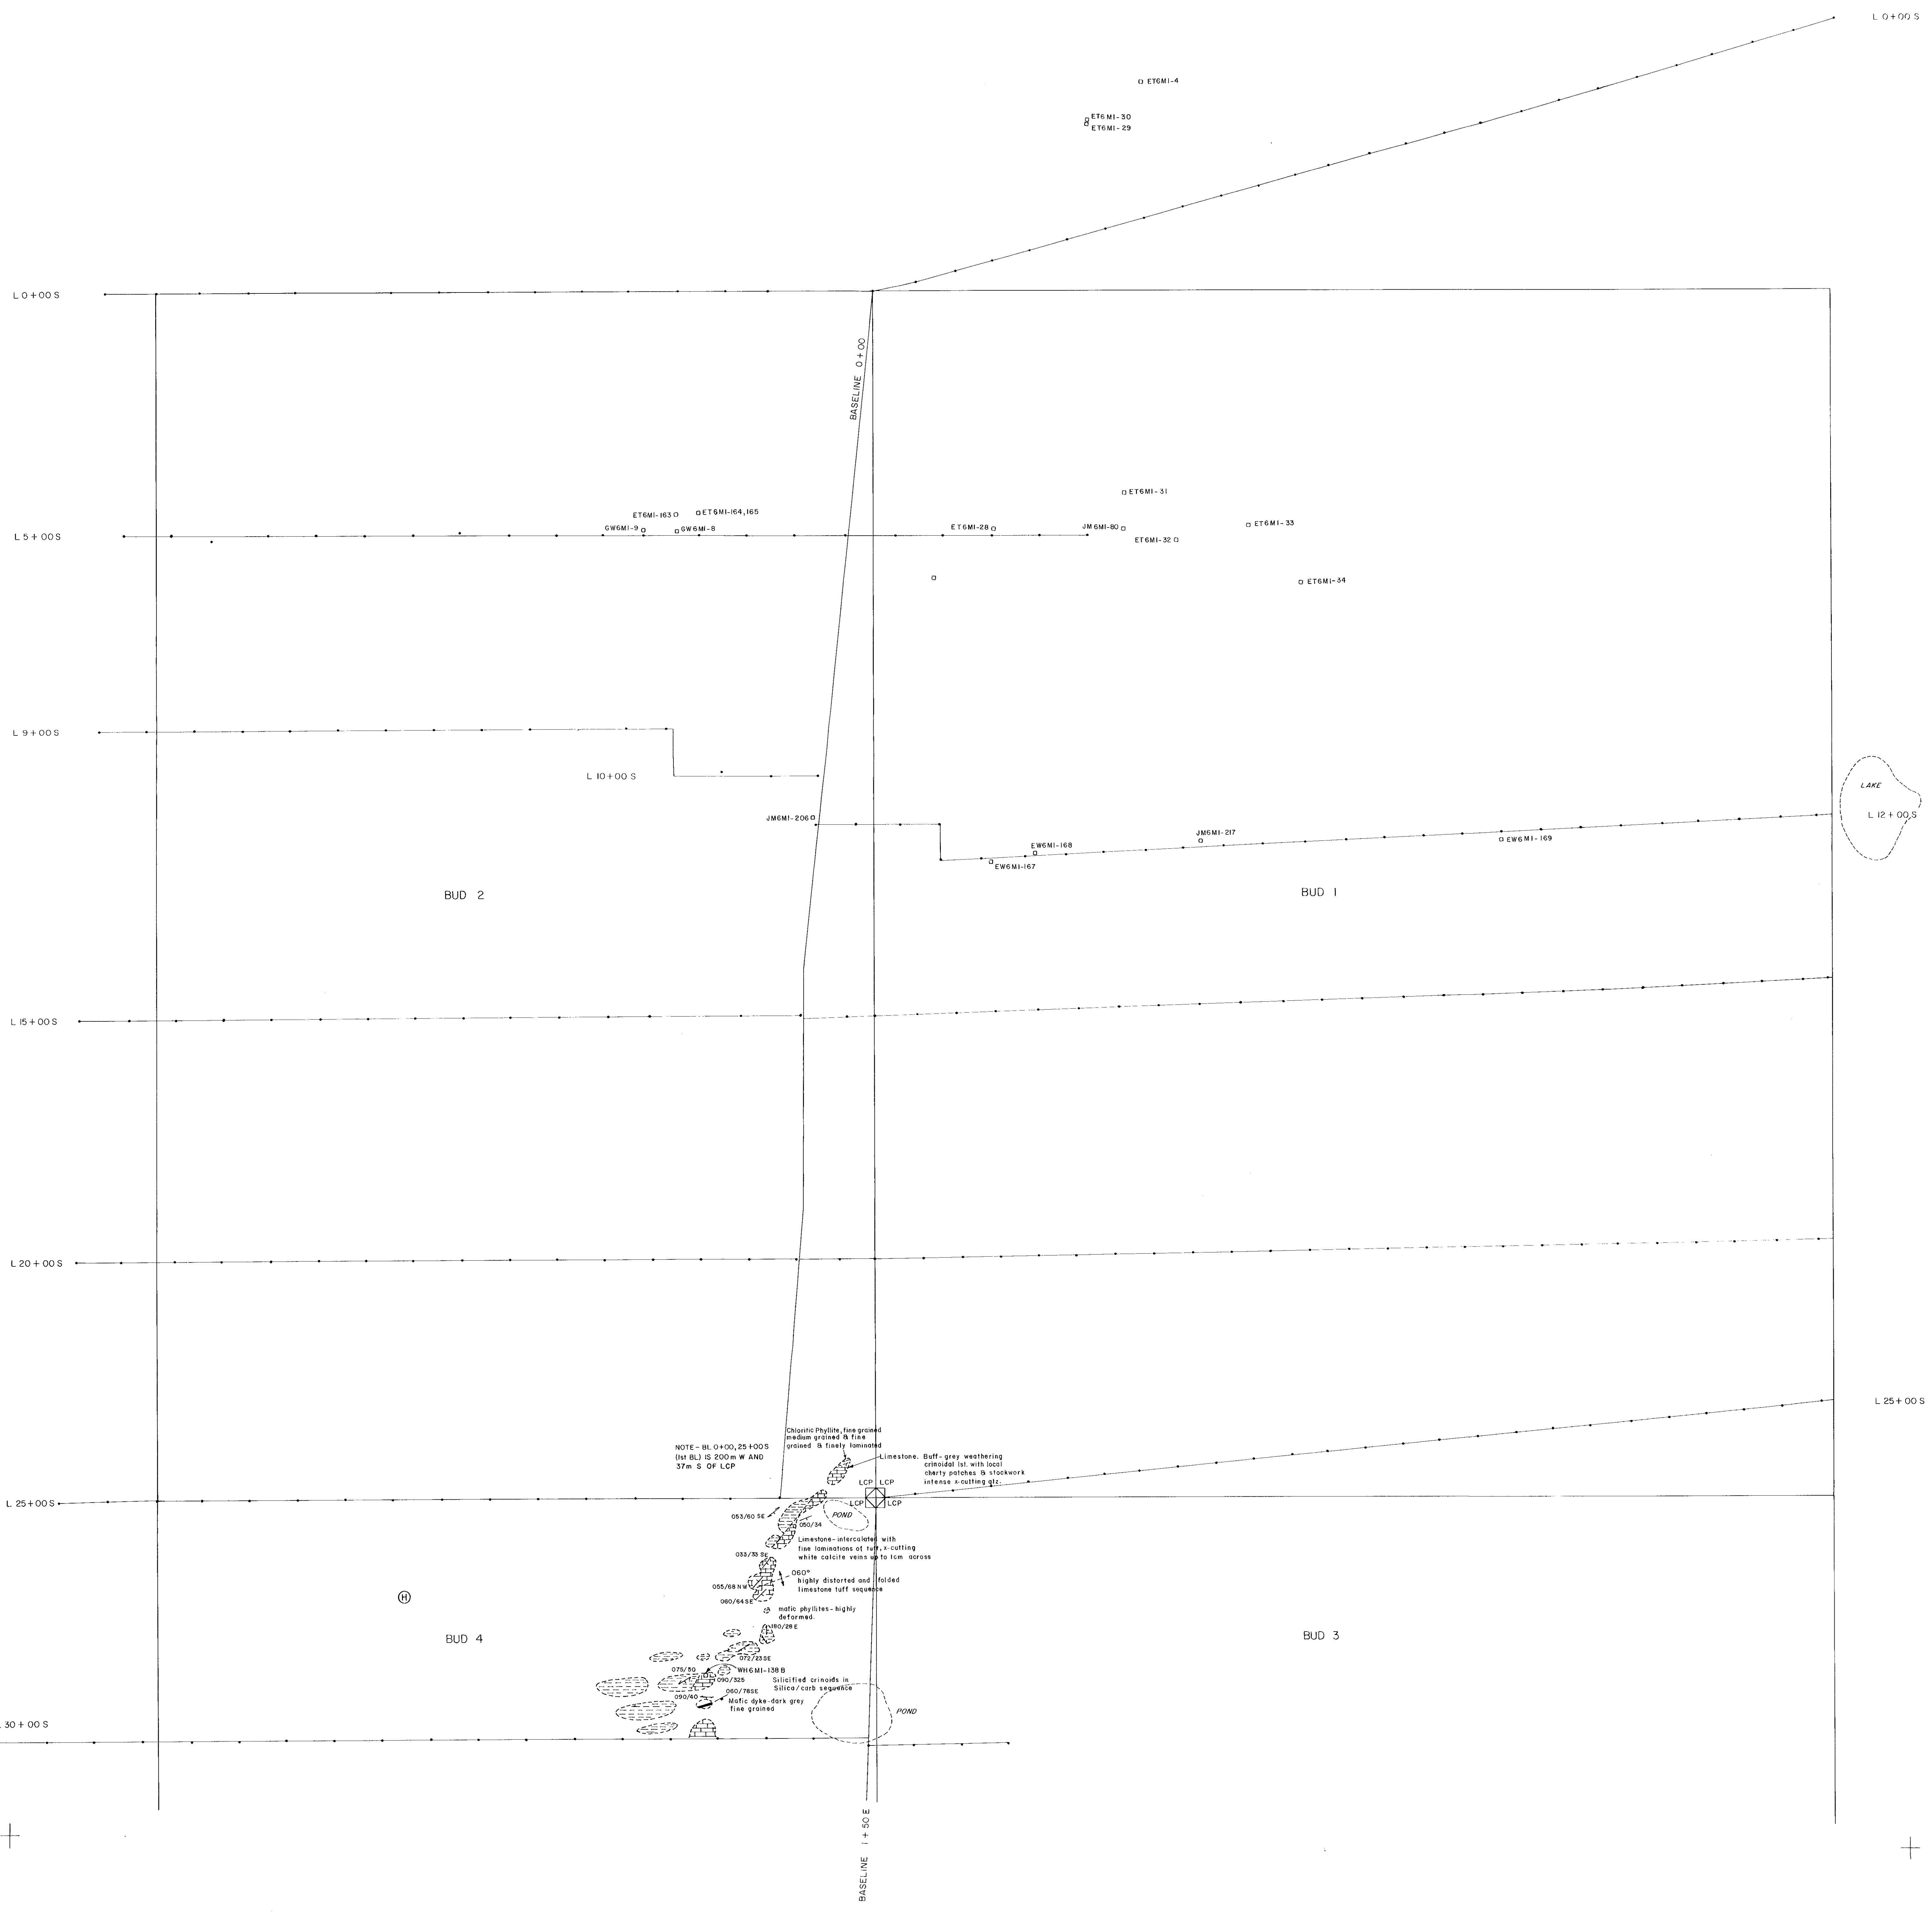 L 0+00 S
ET6MI-4
ET6MI-30
ET6MI-29
L 0+00 S
BASELINE 0+00
ET6MI-31
ET6MI-163
ET6MI-164,165
GW6MI-9
GW6MI-8
ET6MI-28
JM6MI-80
ET6MI-33
L 5+00 S
ET6MI-32
ET6MI-34
L 9+00 S
L 10+00 S
LAKE
JM6MI-206
L 12+00 S
JM6MI-217
EW6MI-168
EW6MI-169
EW6MI-167
BUD 2
BUD 1
L 15+00 S
L 20+00 S
L 25+00 S
Chloritic Phyllite, fine grained
medium grained & fine
grained & finely laminated
NOTE - BL 0+00, 25+00 S
(1st BL) IS 200m W AND
37m S OF LCP
Limestone. Buff-grey weathering
crinoidal lst. with local
cherty patches & stockwork
intense x-cutting qtz.
LCP LCP
L 25+00 S
LCP LCP
053/60 SE
POND
050/34
Limestone-intercalated with
fine laminations of tuff, x-cutting
white calcite veins up to 1cm across
033/33 SE
060°
highly distorted and folded
limestone tuff sequence
055/68 NW
H
060/64 SE
mafic phyllites-highly
deformed.
180/28 E
BUD 4
BUD 3
072/23 SE
075/50
WH6MI-138 B
090/325
Silicified crinoids in
Silica/carb sequence
060/78 SE
090/40
Mafic dyke-dark grey
fine grained
POND
30+00 S
BASELINE 1+50 E